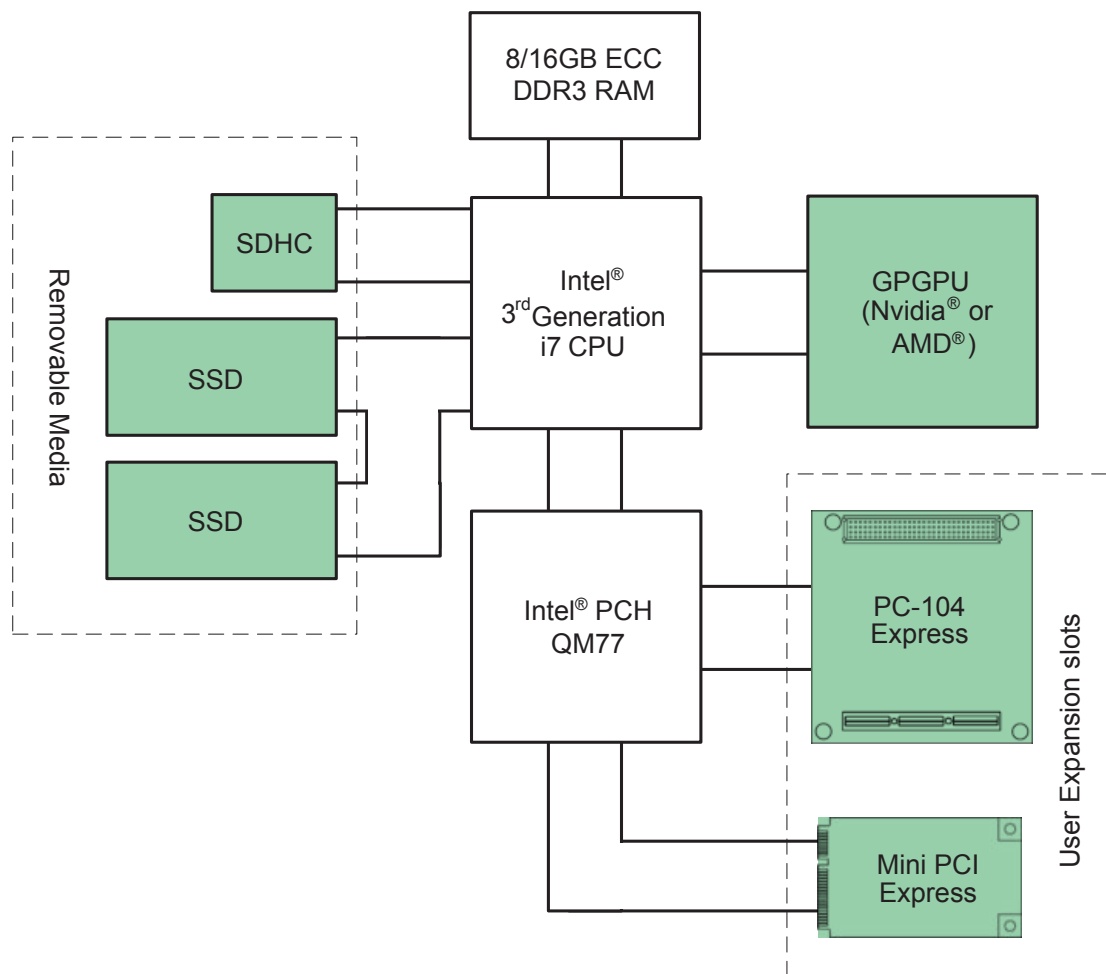 8/16GB ECC
DDR3 RAM
Removable Media
SDHC
SSD
SSD
Intel®
3rdGeneration
i7 CPU
GPGPU
(Nvidia® or
AMD®)
Intel® PCH
QM77
PC-104
Express
Mini PCI
Express
User Expansion slots